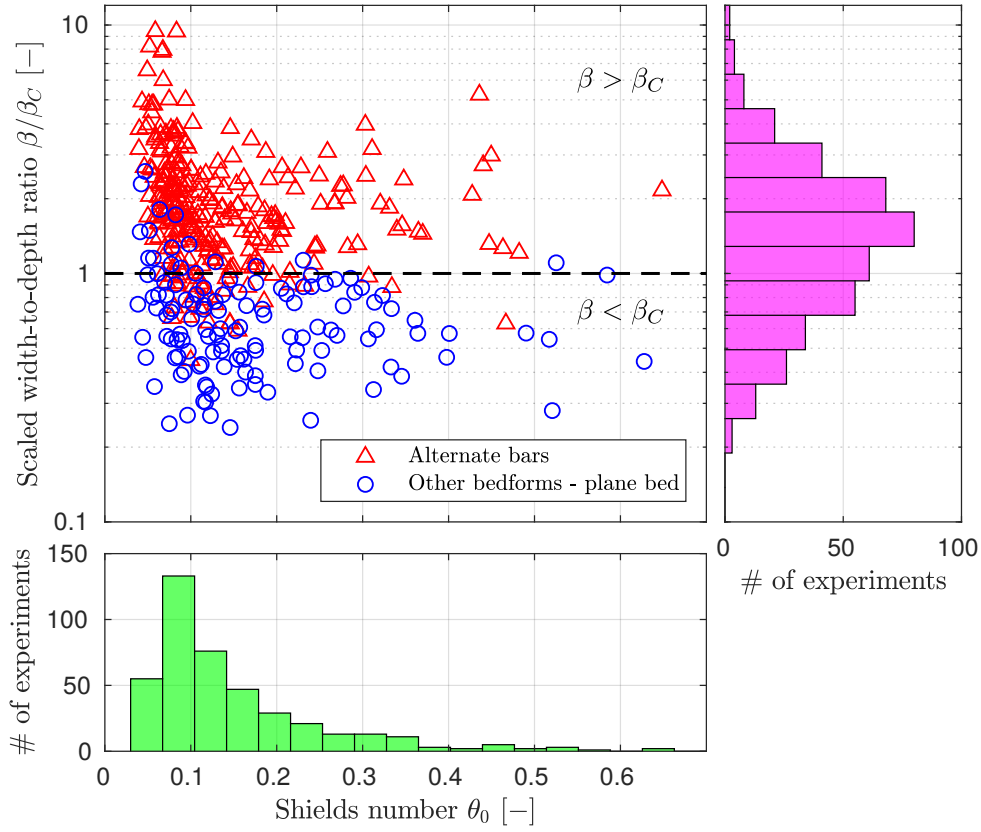 Scaled width-to-depth ratio β/β_C [−]
10
1
0.1
β > β_C
β < β_C
Alternate bars
Other bedforms - plane bed
0
50
100
# of experiments
# of experiments
150
100
50
0
0
0.1
0.2
0.3
0.4
0.5
0.6
Shields number θ_0 [−]